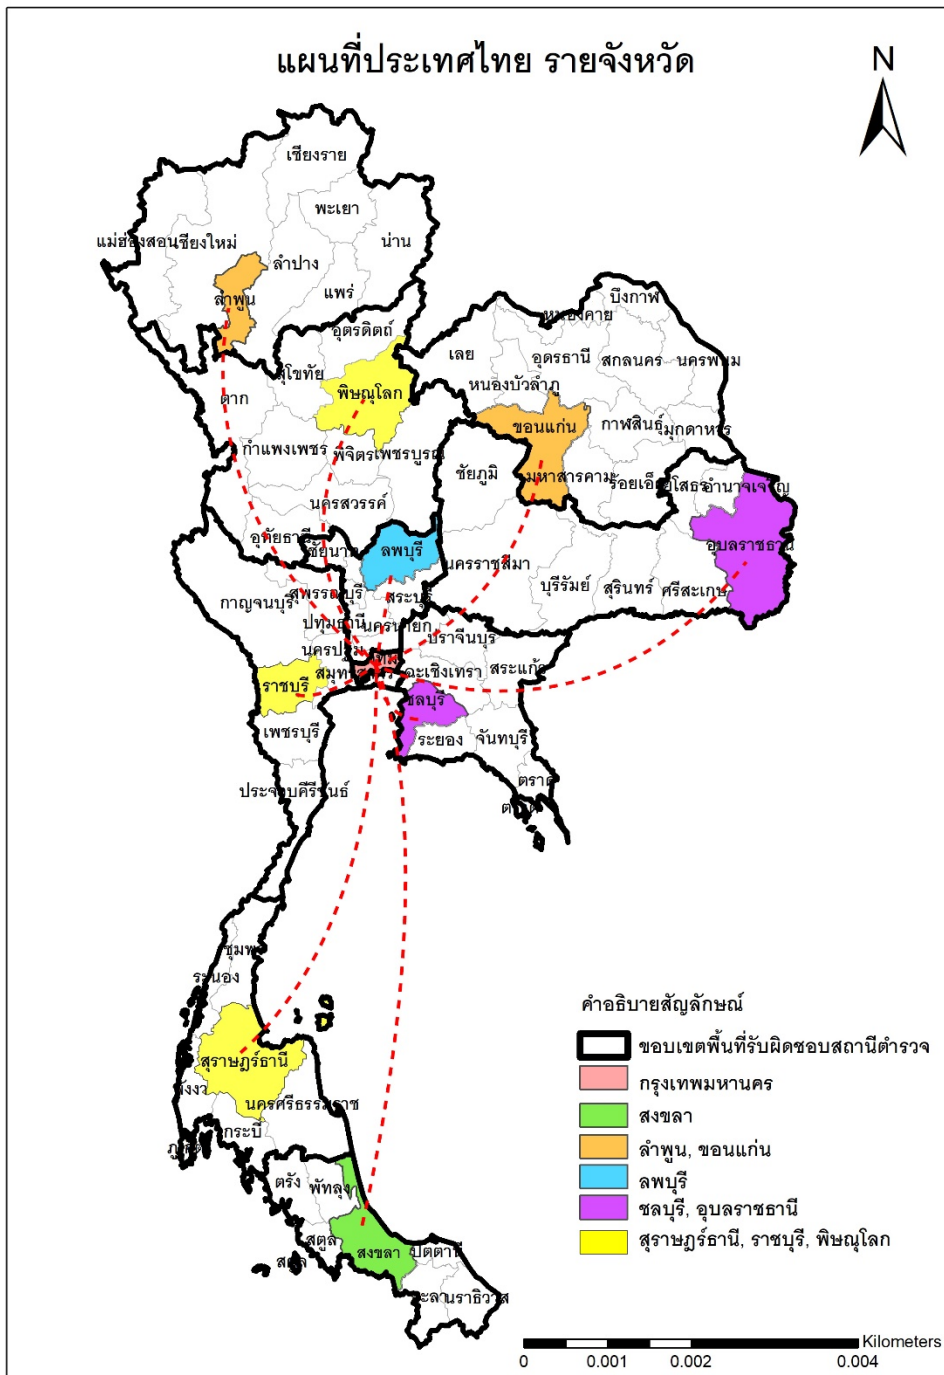 แผนที่ประเทศไทย รายจังหวัด
N
เชียงราย
พะเยา
แม่ฮ่องสอน
เชียงใหม่
น่าน
ลำปาง
ลำพูน
แพร่
บึงกาฬ
หนองคาย
อุตรดิตถ์
เลย
อุดรธานี
สกลนคร
นครพนม
สุโขทัย
หนองบัวลำภู
ตาก
พิษณุโลก
ขอนแก่น
กาฬสินธุ์
มุกดาหาร
กำแพงเพชร
พิจิตร
เพชรบูรณ์
ชัยภูมิ
มหาสารคาม
ร้อยเอ็ด
ยโสธร
อำนาจเจริญ
นครสวรรค์
อุทัยธานี
ชัยนาท
ลพบุรี
นครราชสีมา
อุบลราชธานี
บุรีรัมย์
สุรินทร์
ศรีสะเกษ
กาญจนบุรี
สุพรรณบุรี
สระบุรี
ปทุมธานี
นครนายก
ปราจีนบุรี
นครปฐม
สระแก้ว
ฉะเชิงเทรา
ราชบุรี
ชลบุรี
เพชรบุรี
ระยอง
จันทบุรี
ประจวบคีรีขันธ์
ตราด
ตราด
ชุมพร
ระนอง
สุราษฎร์ธานี
พังงา
นครศรีธรรมราช
กระบี่
ภูเก็ต
ตรัง
พัทลุง
สตูล
สตูล
สงขลา
ปัตตานี
ยะลา
นราธิวาส
คำอธิบายสัญลักษณ์
ขอบเขตพื้นที่รับผิดชอบสถานีตำรวจ
กรุงเทพมหานคร
สงขลา
ลำพูน, ขอนแก่น
ลพบุรี
ชลบุรี, อุบลราชธานี
สุราษฎร์ธานี, ราชบุรี, พิษณุโลก
Kilometers
0 0.001 0.002 0.004